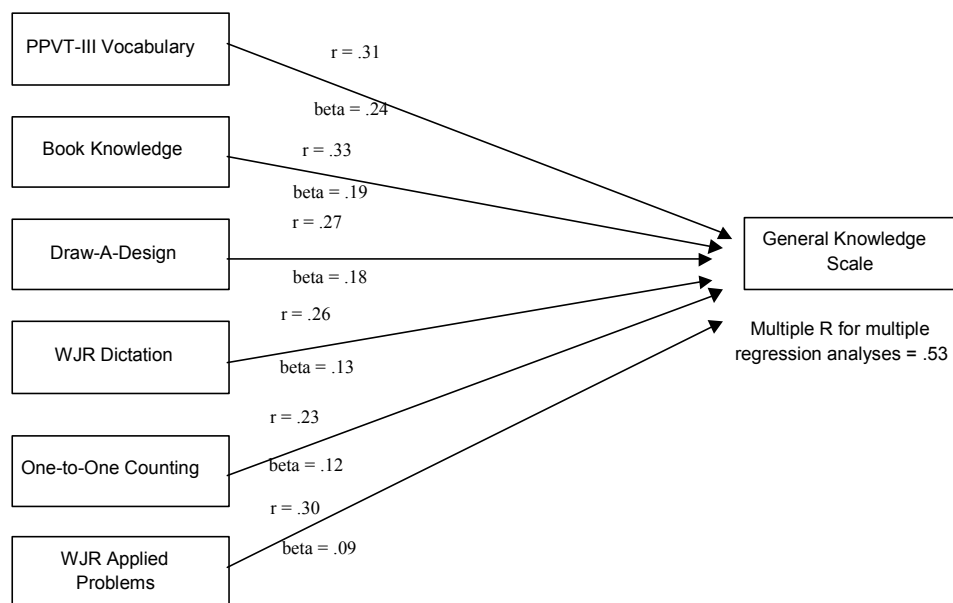 PPVT-III Vocabulary
r = .31
beta = .24
Book Knowledge
r = .33
beta = .19
Draw-A-Design
r = .27
beta = .18
General Knowledge
Scale
WJR Dictation
r = .26
beta = .13
Multiple R for multiple
regression analyses = .53
One-to-One Counting
r = .23
beta = .12
WJR Applied
Problems
r = .30
beta = .09